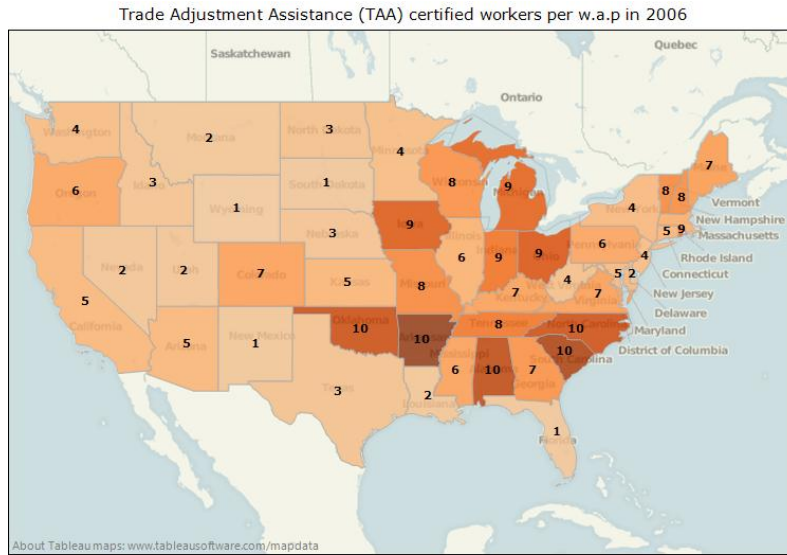 Trade Adjustment Assistance (TAA) certified workers per w.a.p in 2006
Quebec
Saskatchewan
Ontario
Washington
4
Montana
2
North Dakota
3
Minnesota
4
Maine
7
Oregon
6
Idaho
3
South Dakota
1
Wisconsin
8
Michigan
9
8
8
Vermont
New Hampshire
Massachusetts
Wyoming
1
Iowa
9
New York
4
5
9
Rhode Island
Connecticut
Nebraska
3
Illinois
6
Indiana
9
Ohio
9
Pennsylvania
6
4
New Jersey
Delaware
Maryland
District of Columbia
Nevada
2
Utah
2
Colorado
7
Kansas
5
Missouri
8
Kentucky
7
West Virginia
4
Virginia
7
5
2
California
5
Arizona
5
New Mexico
1
Oklahoma
10
Arkansas
10
Tennessee
8
North Carolina
10
South Carolina
10
Texas
3
Louisiana
2
Mississippi
6
Alabama
10
Georgia
7
Florida
1
About Tableau maps: www.tableausoftware.com/mapdata